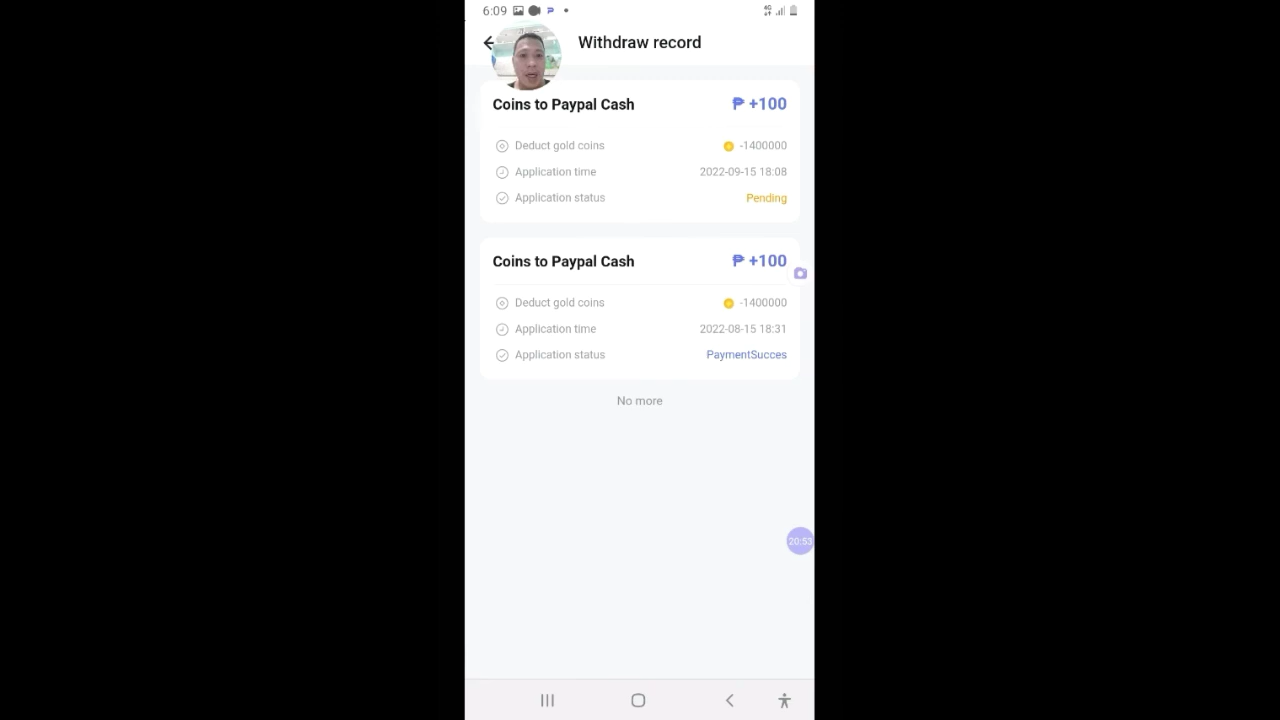 6:09
Withdraw record
Coins to Paypal Cash ₱ +100
Deduct gold coins -1400000
Application time 2022-09-15 18:08
Application status Pending
Coins to Paypal Cash ₱ +100
Deduct gold coins -1400000
Application time 2022-08-15 18:31
Application status PaymentSucces
No more
20:53